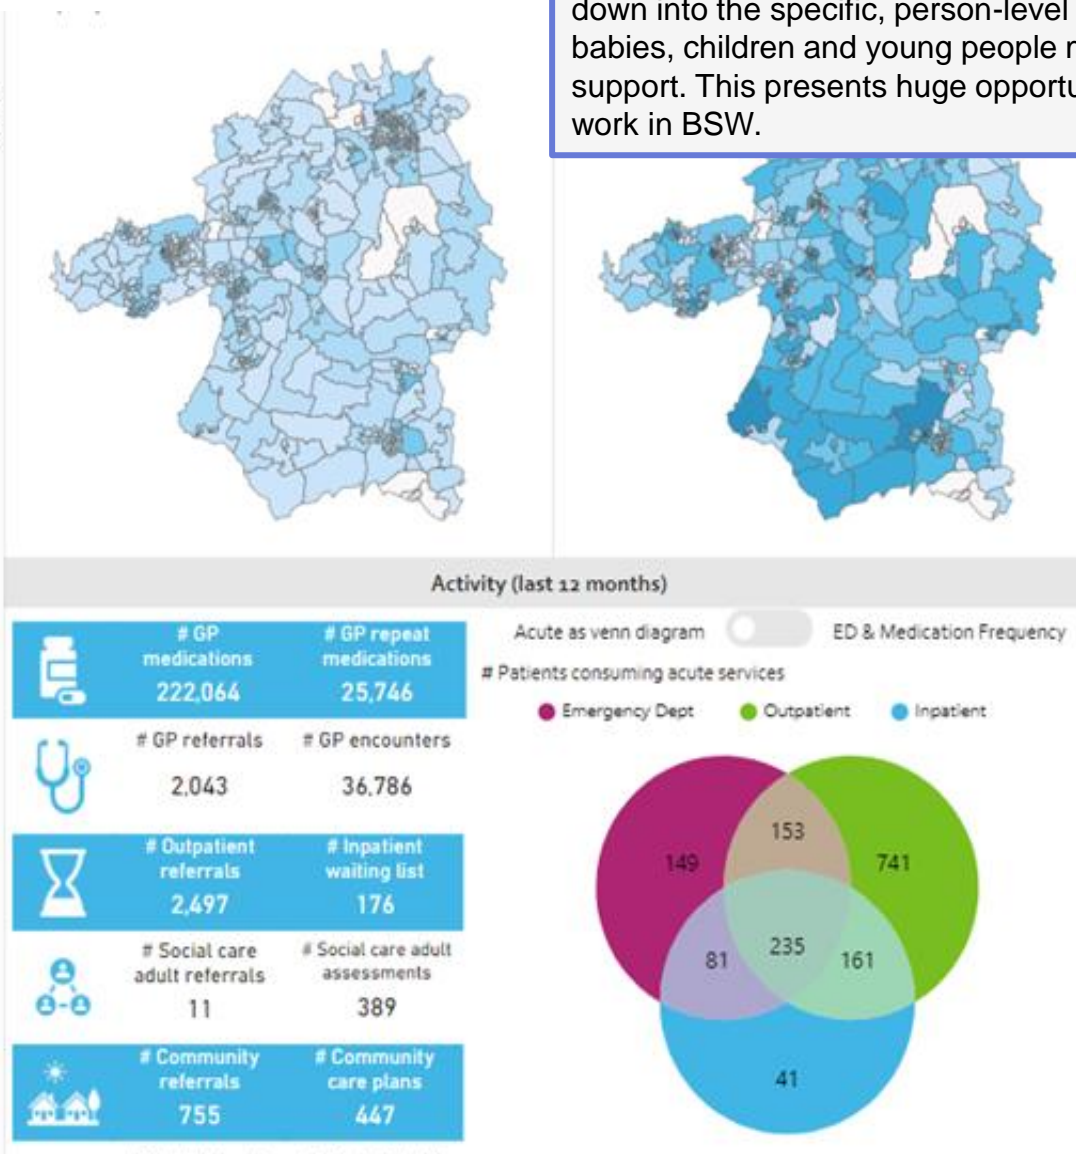 down into the specific, person-level
babies, children and young people
support. This presents huge
work in BSW.
Activity (last 12 months)
# GP
medications
222,064
# GP repeat
medications
25,746
# GP referrals
2,043
# GP encounters
36,786
# Outpatient
referrals
2,497
# Inpatient
waiting list
176
# Social care
adult referrals
11
# Social care adult
assessments
389
# Community
referrals
755
# Community
care plans
447
Acute as venn diagram
ED & Medication Frequency
# Patients consuming acute services
Emergency Dept
Outpatient
Inpatient
153
149
741
235
81
161
41